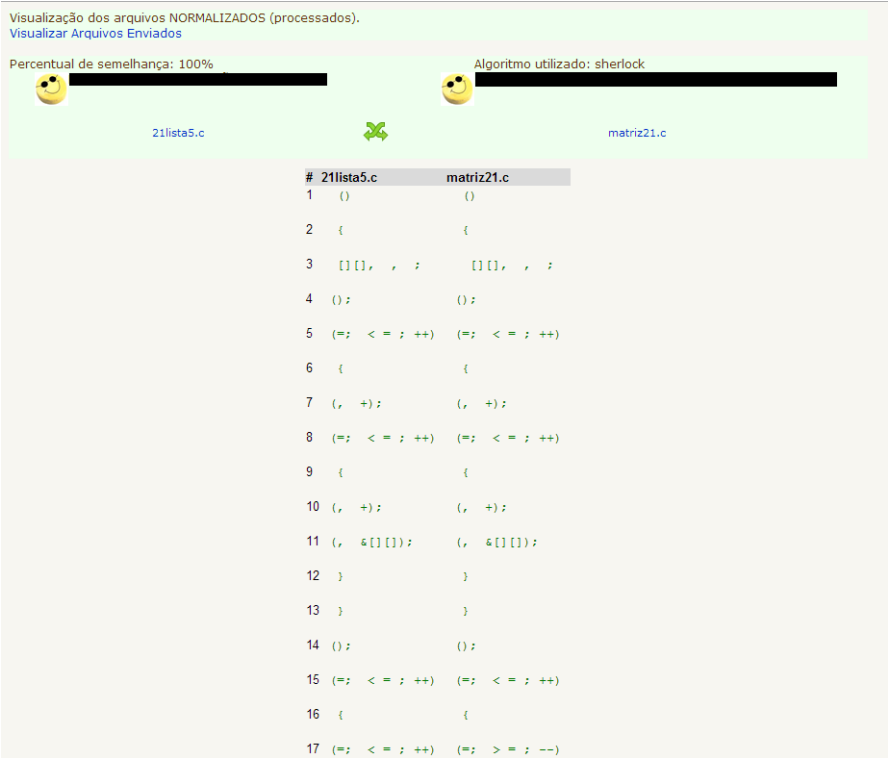 Visualização dos arquivos NORMALIZADOS (processados).
Visualizar Arquivos Enviados
Percentual de semelhança: 100% Algoritmo utilizado: sherlock
21lista5.c matriz21.c
# 21lista5.c matriz21.c
1 () ()
2 { {
3 [][], , ; [][], , ;
4 (); ();
5 (=; < = ; ++) (=; < = ; ++)
6 { {
7 (, +); (, +);
8 (=; < = ; ++) (=; < = ; ++)
9 { {
10 (, +); (, +);
11 (, &[][]); (, &[][]);
12 } }
13 } }
14 (); ();
15 (=; < = ; ++) (=; < = ; ++)
16 { {
17 (=; < = ; ++) (=; > = ; --)